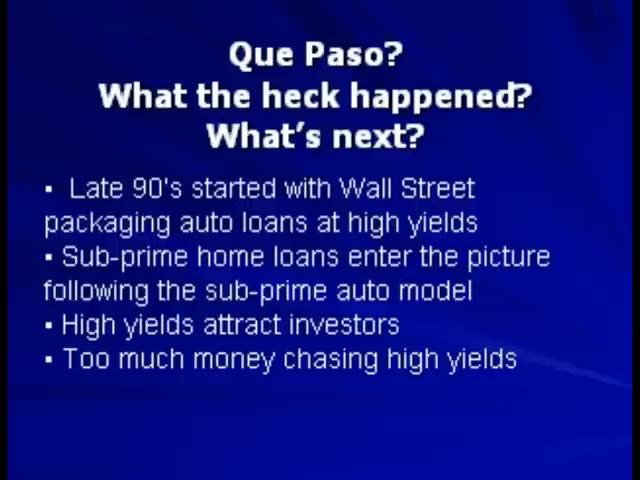 Que Paso?
What the heck happened?
What's next?
▪ Late 90's started with Wall Street
packaging auto loans at high yields
▪ Sub-prime home loans enter the picture
following the sub-prime auto model
▪ High yields attract investors
▪ Too much money chasing high yields